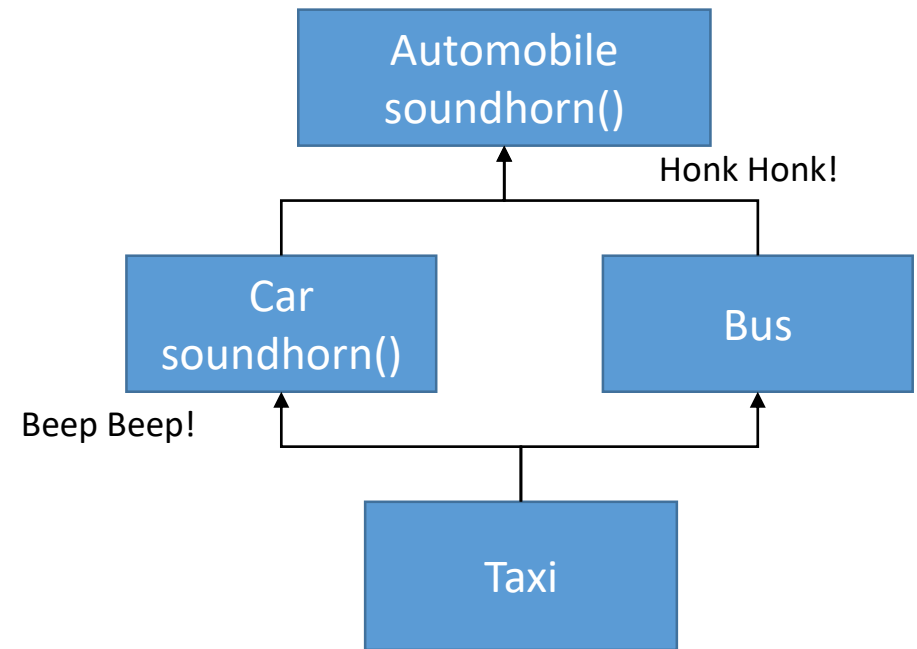 Automobile
soundhorn()
Honk Honk!
Car
soundhorn()
Bus
Beep Beep!
Taxi